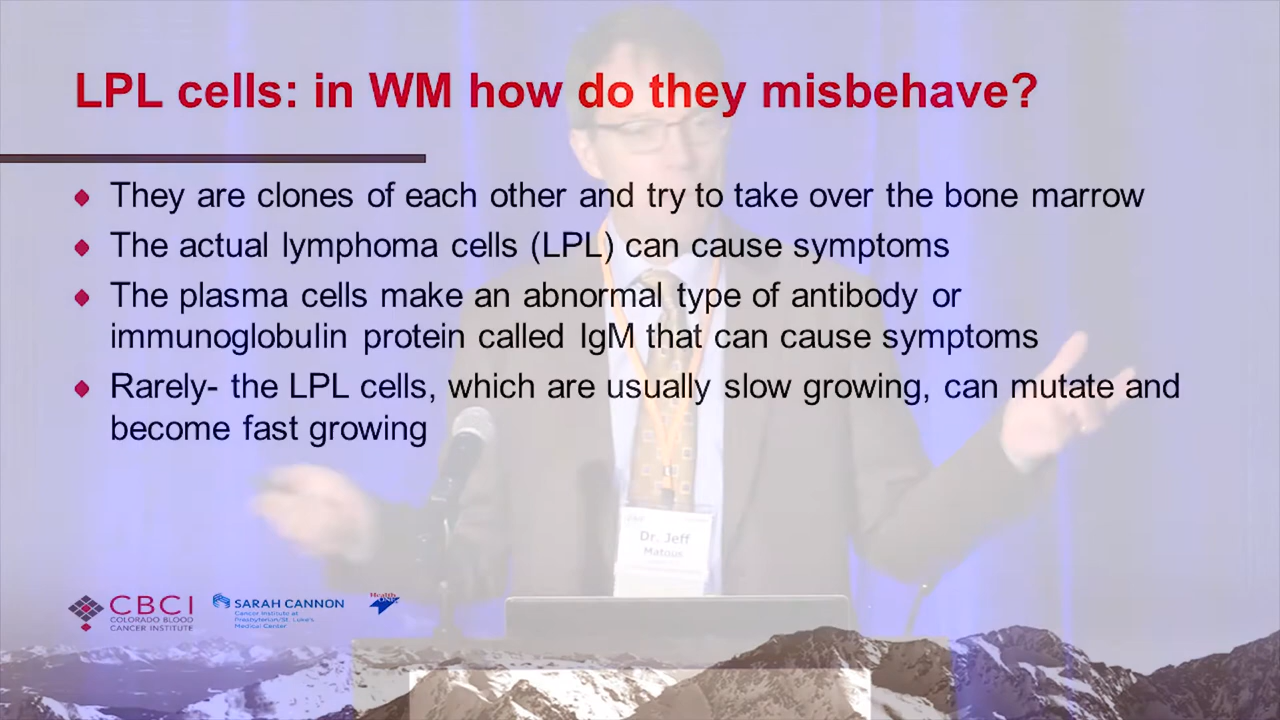 LPL cells: in WM how do they misbehave?
They are clones of each other and try to take over the bone marrow
The actual lymphoma cells (LPL) can cause symptoms
The plasma cells make an abnormal type of antibody or
immunoglobulin protein called IgM that can cause symptoms
Rarely- the LPL cells, which are usually slow growing, can mutate and
become fast growing
Dr. Jeff
Matous
CBCI
COLORADO BLOOD
CANCER INSTITUTE
SARAH CANNON
Cancer Institute at
Presbyterian/St. Luke's
Medical Center
Health
ONE